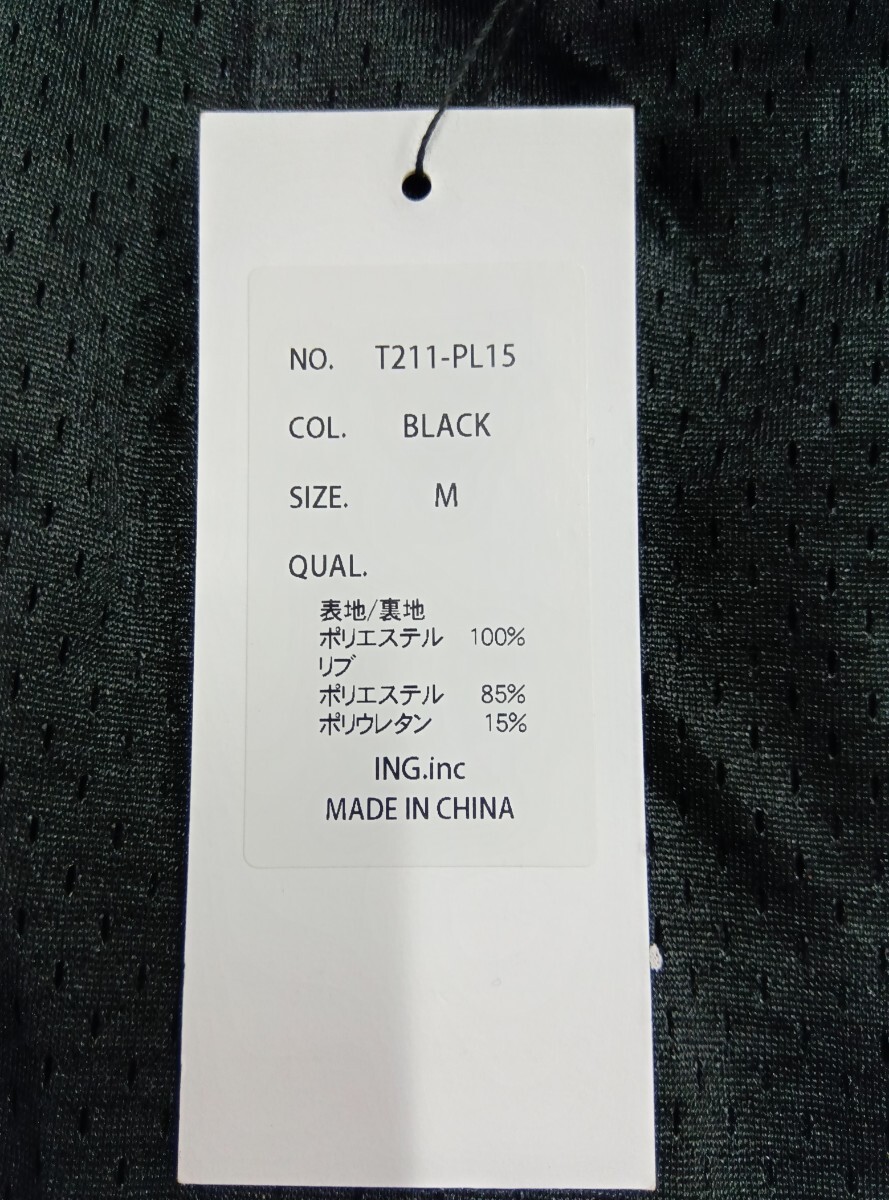 NO. T211-PL15
COL. BLACK
SIZE. M
QUAL.
表地/裏地
ポリエステル 100%
リブ
ポリエステル 85%
ポリウレタン 15%
ING.inc
MADE IN CHINA